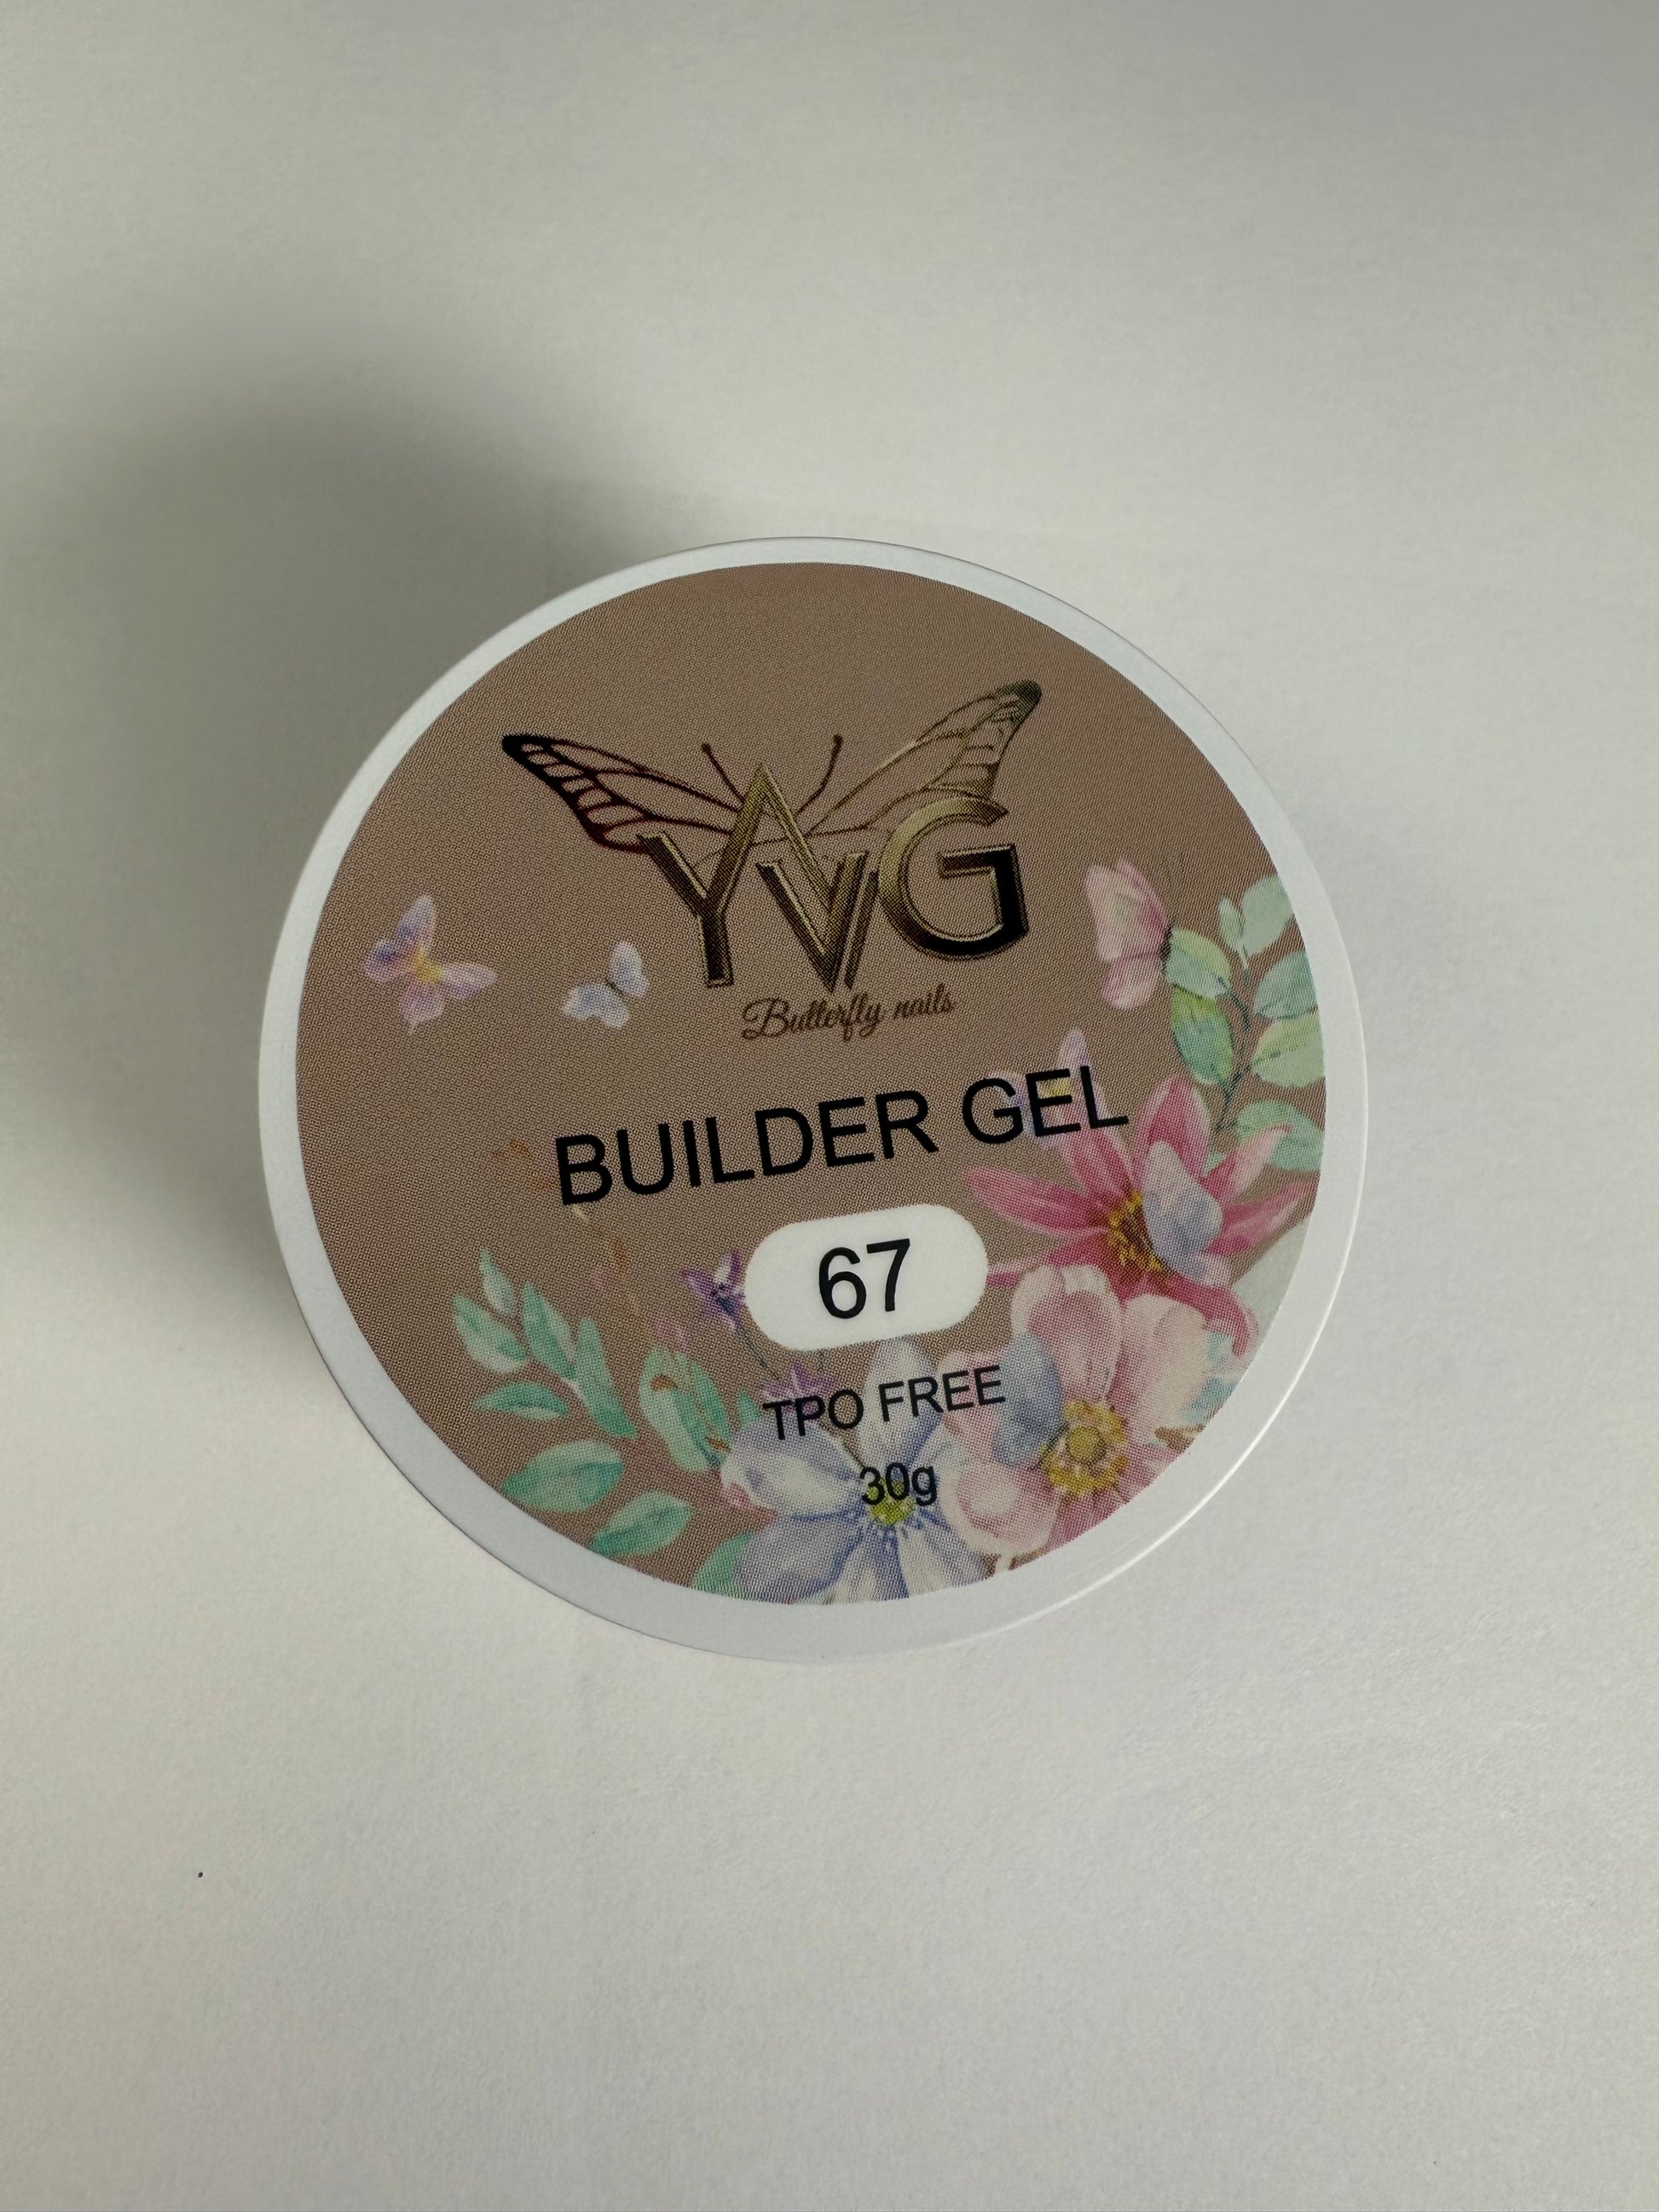 YVG
Butterfly nails
BUILDER GEL
67
TPO FREE
30g